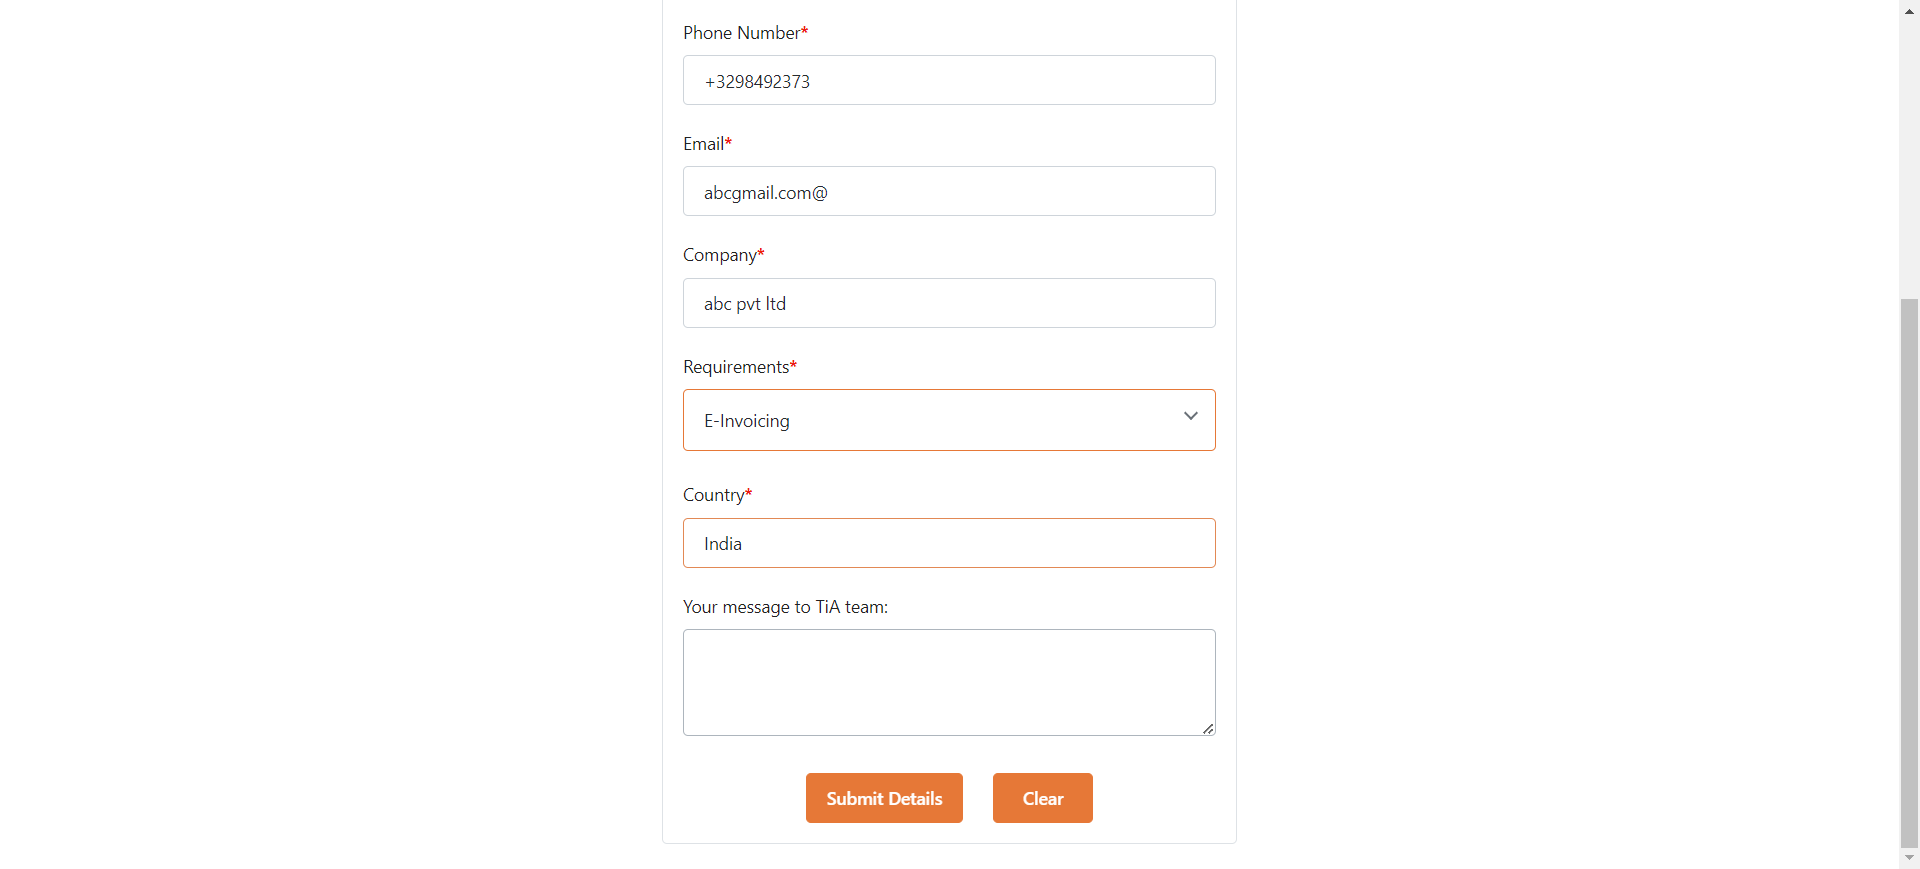 Phone Number*
+3298492373
Email*
abcgmail.com@
Company*
abc pvt ltd
Requirements*
E-Invoicing
Country*
India
Your message to TiA team:
Submit Details Clear